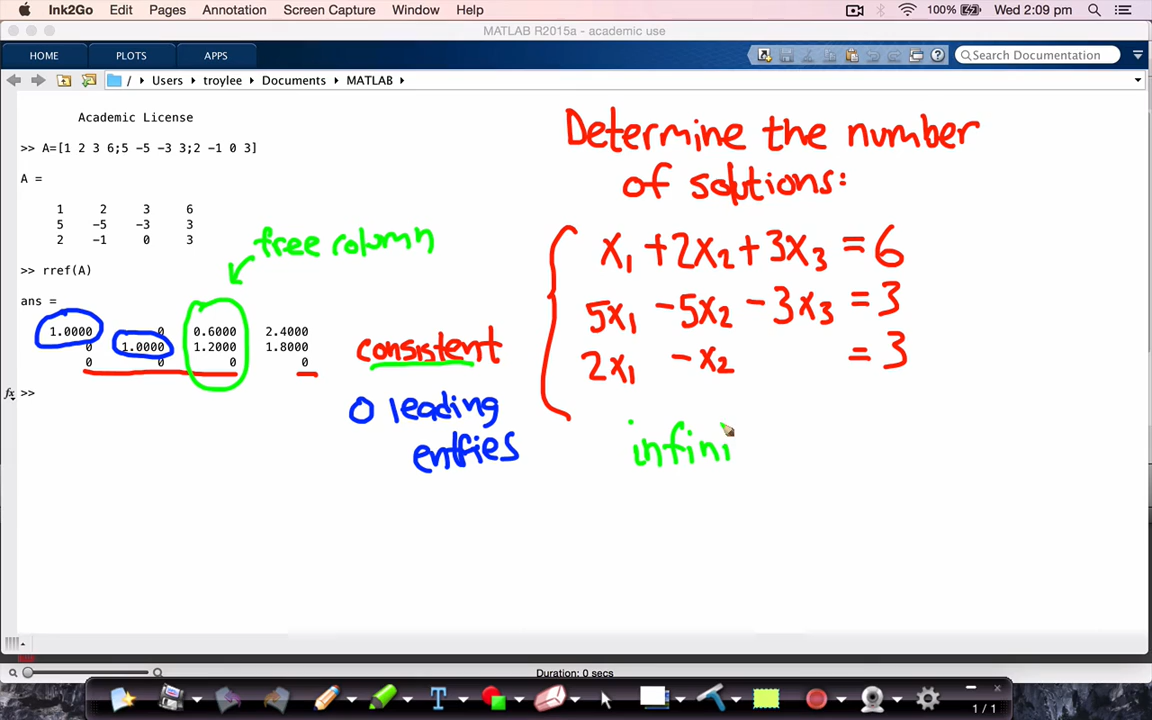 Ink2Go Edit Pages Annotation Screen Capture Window Help 100% Wed 2:09 pm
MATLAB R2015a - academic use
HOME PLOTS APPS Search Documentation
/ Users troylee Documents MATLAB
Academic License
>> A=[1 2 3 6;5 -5 -3 3;2 -1 0 3]
A =
1 2 3 6
5 -5 -3 3
2 -1 0 3
>> rref(A)
ans =
1.0000 0 0.6000 2.4000
0 1.0000 1.2000 1.8000
0 0 0 0
fx >>
free column
consistent
O leading
entries
Determine the number
of solutions:
x₁ +2x₂ +3x₃ = 6
5x₁ -5x₂ -3x₃ = 3
2x₁ -x₂ = 3
infini
Duration: 0 secs
T
1 / 1